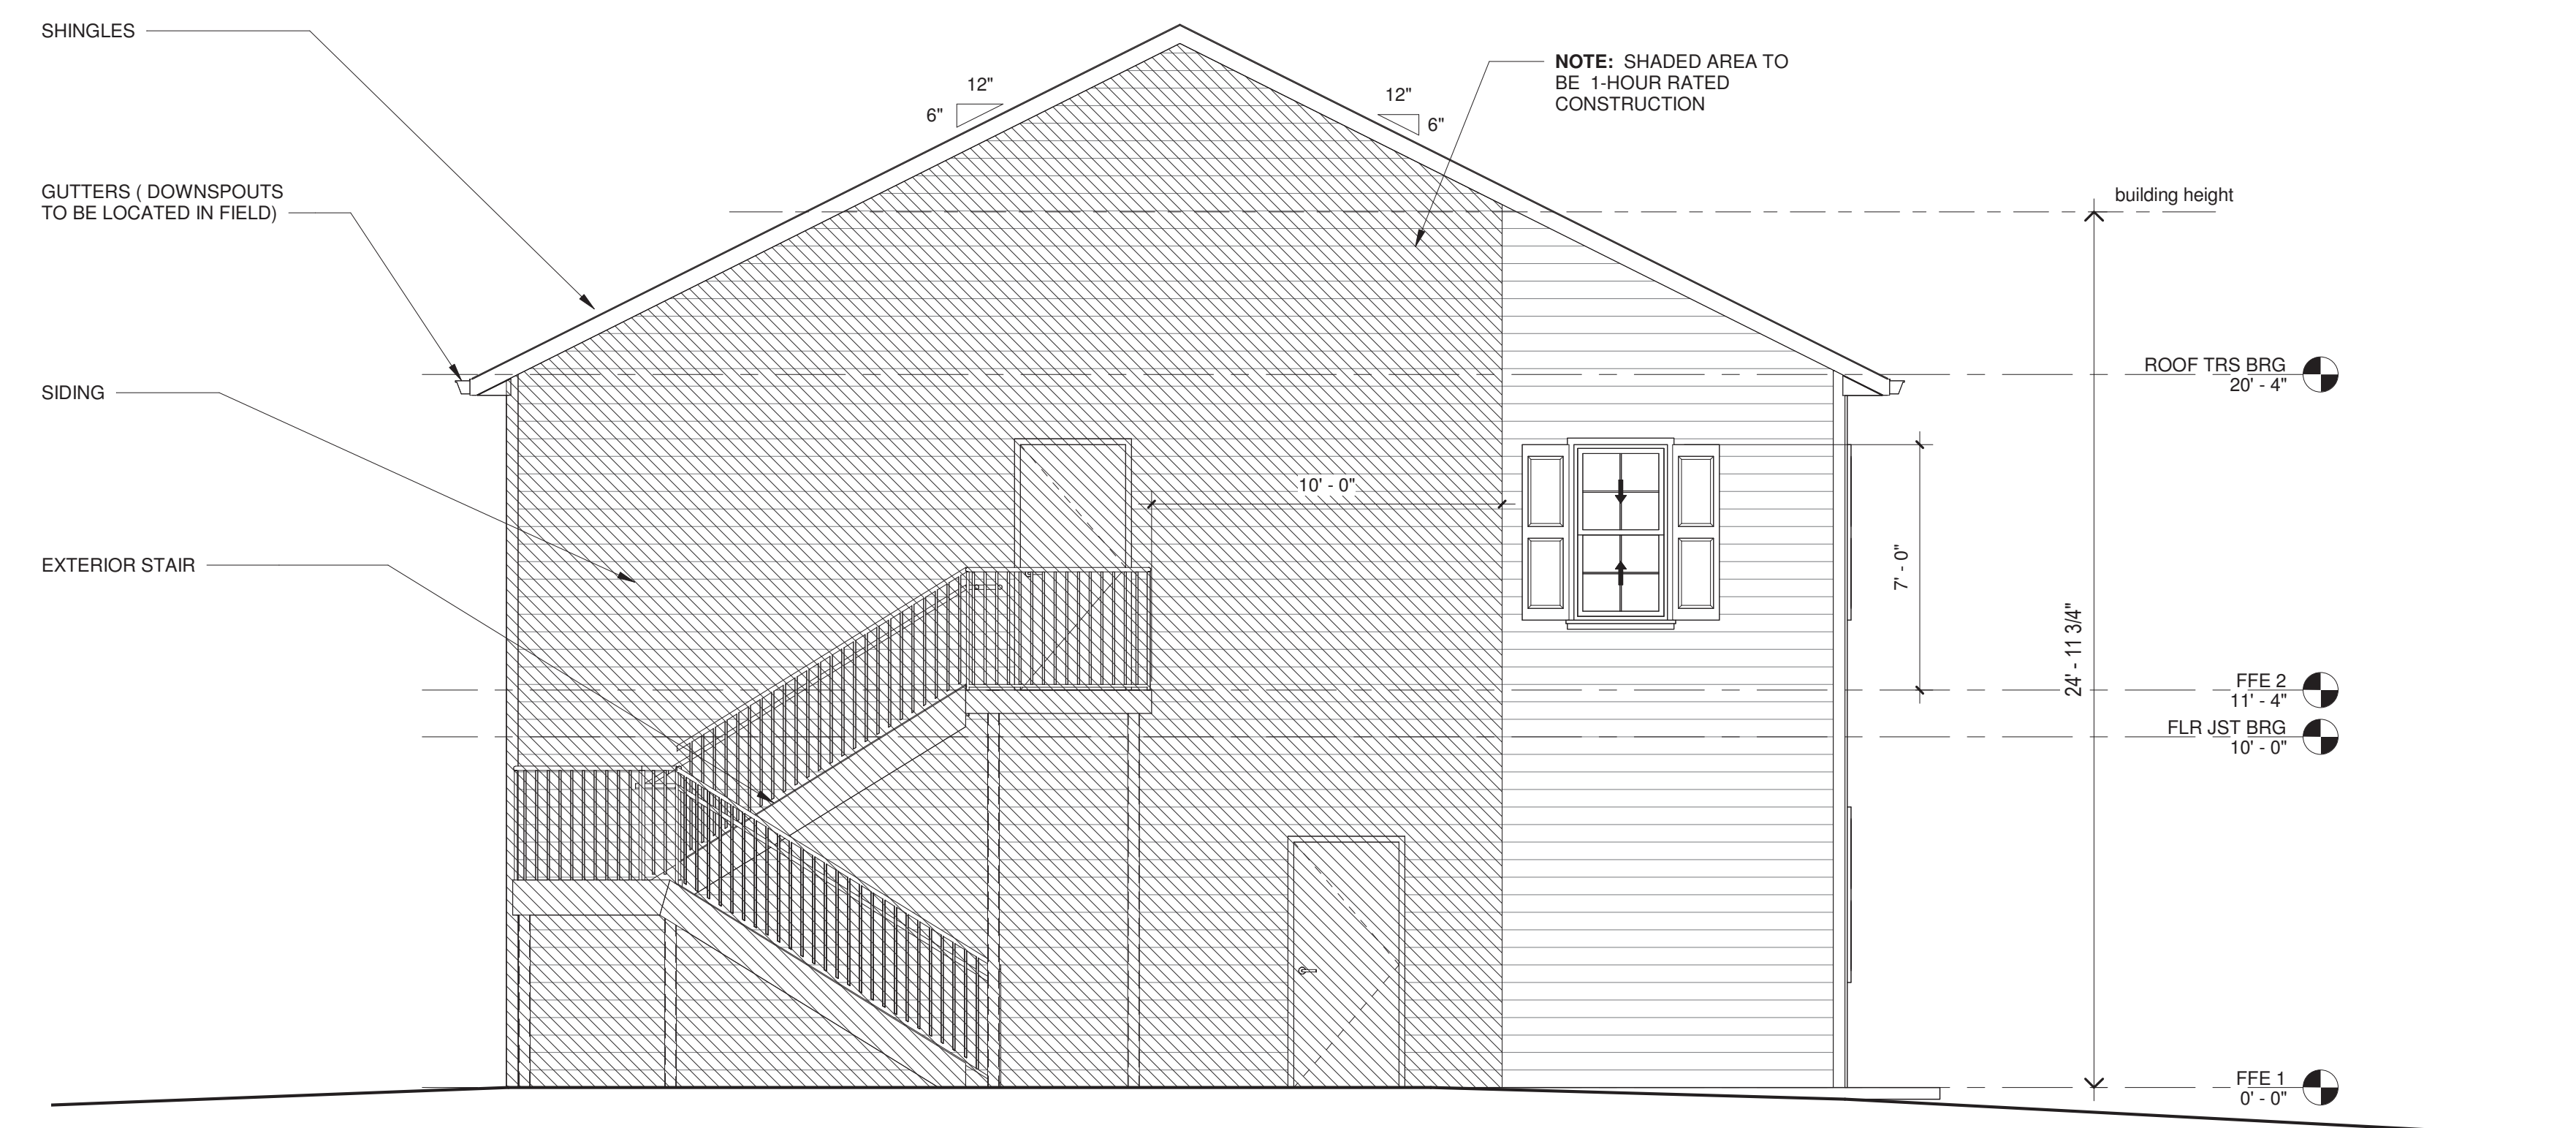 SHINGLES
12"
6"
12"
6"
NOTE: SHADED AREA TO
BE 1-HOUR RATED
CONSTRUCTION
GUTTERS ( DOWNSPOUTS
TO BE LOCATED IN FIELD)
building height
ROOF TRS BRG
20' - 4"
SIDING
10' - 0"
EXTERIOR STAIR
7' - 0"
24' - 11 3/4"
FFE 2
11' - 4"
FLR JST BRG
10' - 0"
FFE 1
0' - 0"